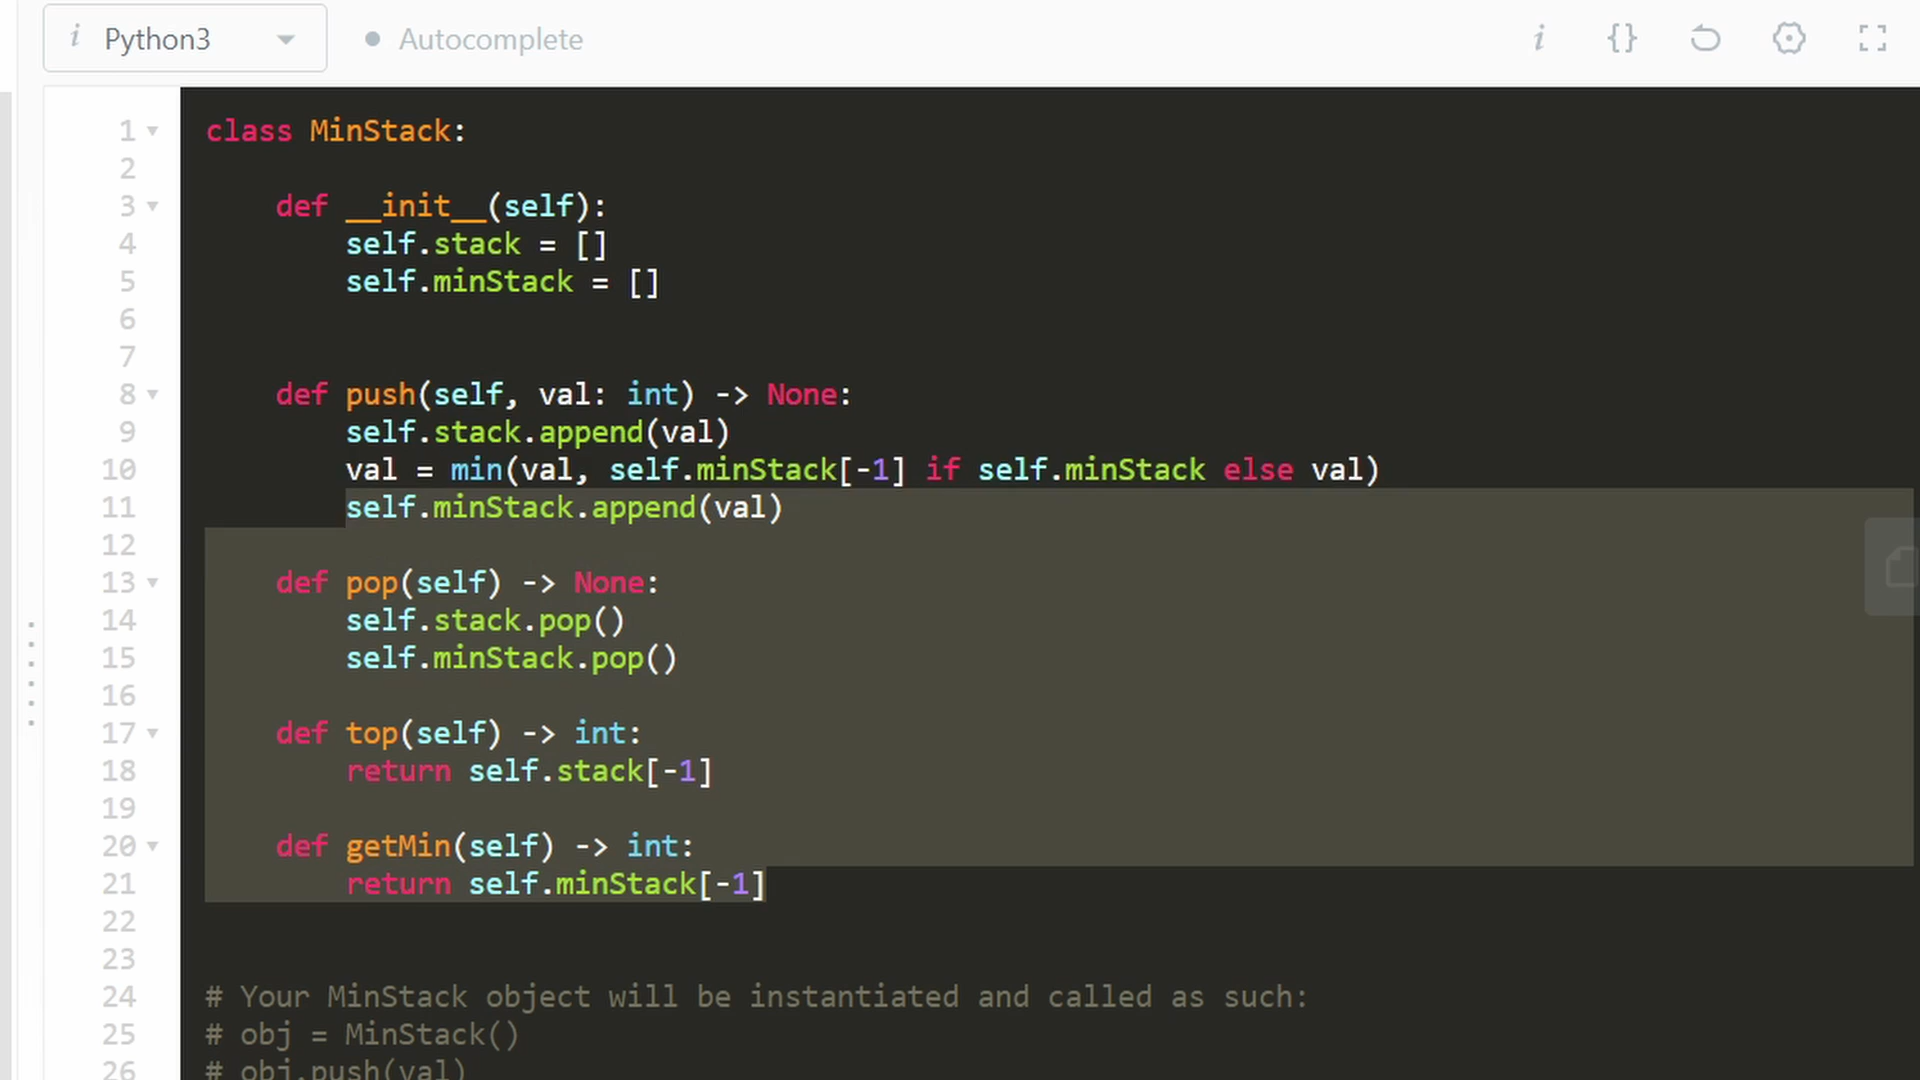 i Python3 Autocomplete i {}
1 class MinStack:
2
3 def __init__(self):
4 self.stack = []
5 self.minStack = []
6
7
8 def push(self, val: int) -> None:
9 self.stack.append(val)
10 val = min(val, self.minStack[-1] if self.minStack else val)
11 self.minStack.append(val)
12
13 def pop(self) -> None:
14 self.stack.pop()
15 self.minStack.pop()
16
17 def top(self) -> int:
18 return self.stack[-1]
19
20 def getMin(self) -> int:
21 return self.minStack[-1]
22
23
24 # Your MinStack object will be instantiated and called as such:
25 # obj = MinStack()
26 # obj.push(val)